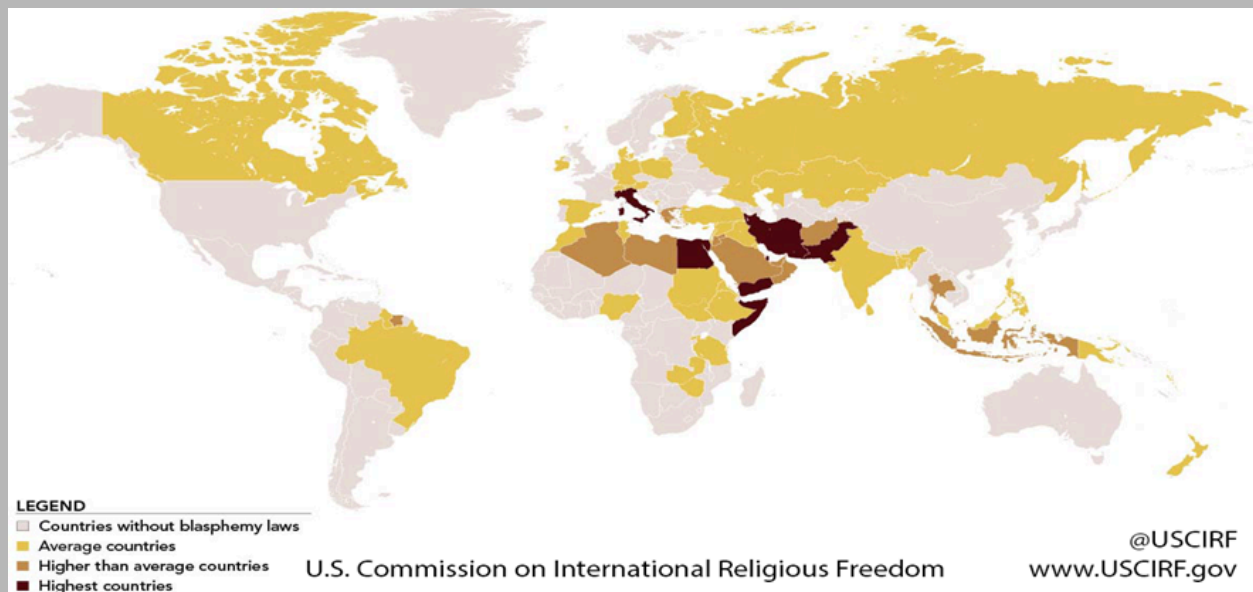 LEGEND
Countries without blasphemy laws
Average countries
Higher than average countries
Highest countries
U.S. Commission on International Religious Freedom
@USCIRF
www.USCIRF.gov